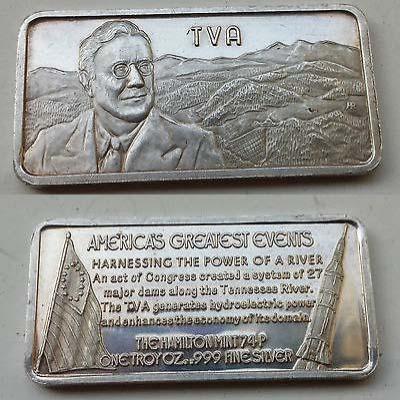 TVA
AMERICA'S GREATEST EVENTS
HARNESSING THE POWER OF A RIVER
An act of Congress created a system of 27
major dams along the Tennessee River.
The TVA generates hydroelectric power
and enhances the economy of its domain.
THE HAMILTON MINT 74-P
ONE TROY OZ. .999 FINE SILVER